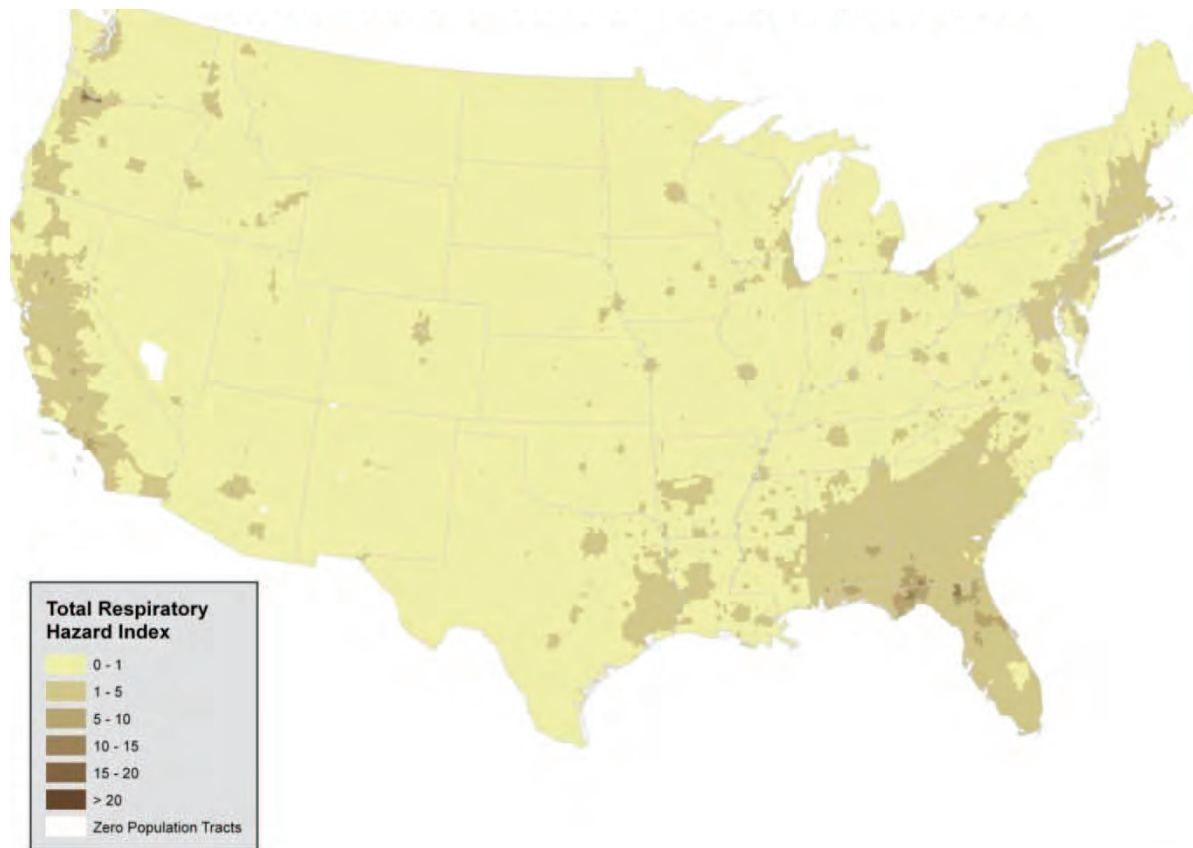 Total Respiratory
Hazard Index
0 - 1
1 - 5
5 - 10
10 - 15
15 - 20
> 20
Zero Population Tracts